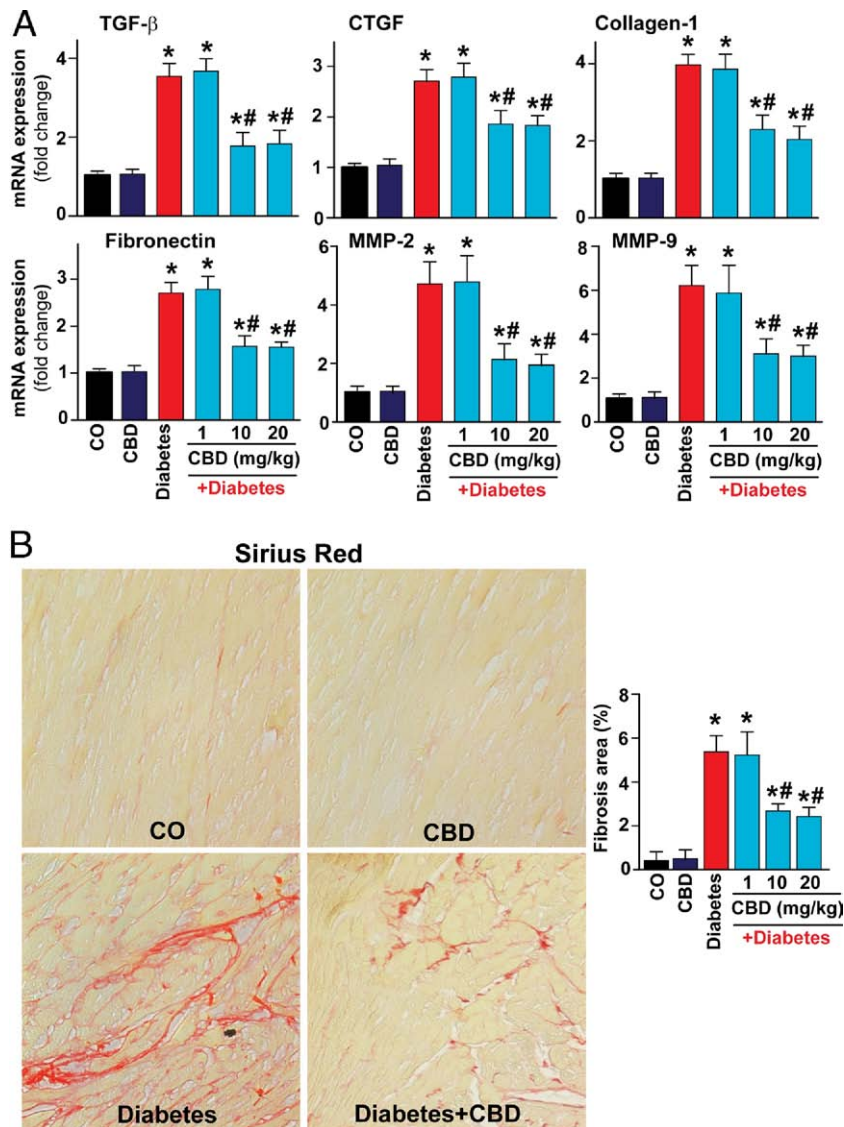 A
TGF-β
CTGF
Collagen-1
mRNA expression
(fold change)
4
2
0
* * *# *#
3
2
1
0
* * *# *#
4
2
0
* * *# *#
Fibronectin
MMP-2
MMP-9
mRNA expression
(fold change)
3
2
1
0
* * *# *#
6
4
2
0
* * *# *#
8
6
4
2
0
* * *# *#
CO CBD Diabetes 1 10 20
CBD (mg/kg)
+Diabetes
CO CBD Diabetes 1 10 20
CBD (mg/kg)
+Diabetes
CO CBD Diabetes 1 10 20
CBD (mg/kg)
+Diabetes
B
Sirius Red
CO
CBD
Diabetes
Diabetes+CBD
Fibrosis area (%)
8
6
4
2
0
* * *# *#
CO CBD Diabetes 1 10 20
CBD (mg/kg)
+Diabetes